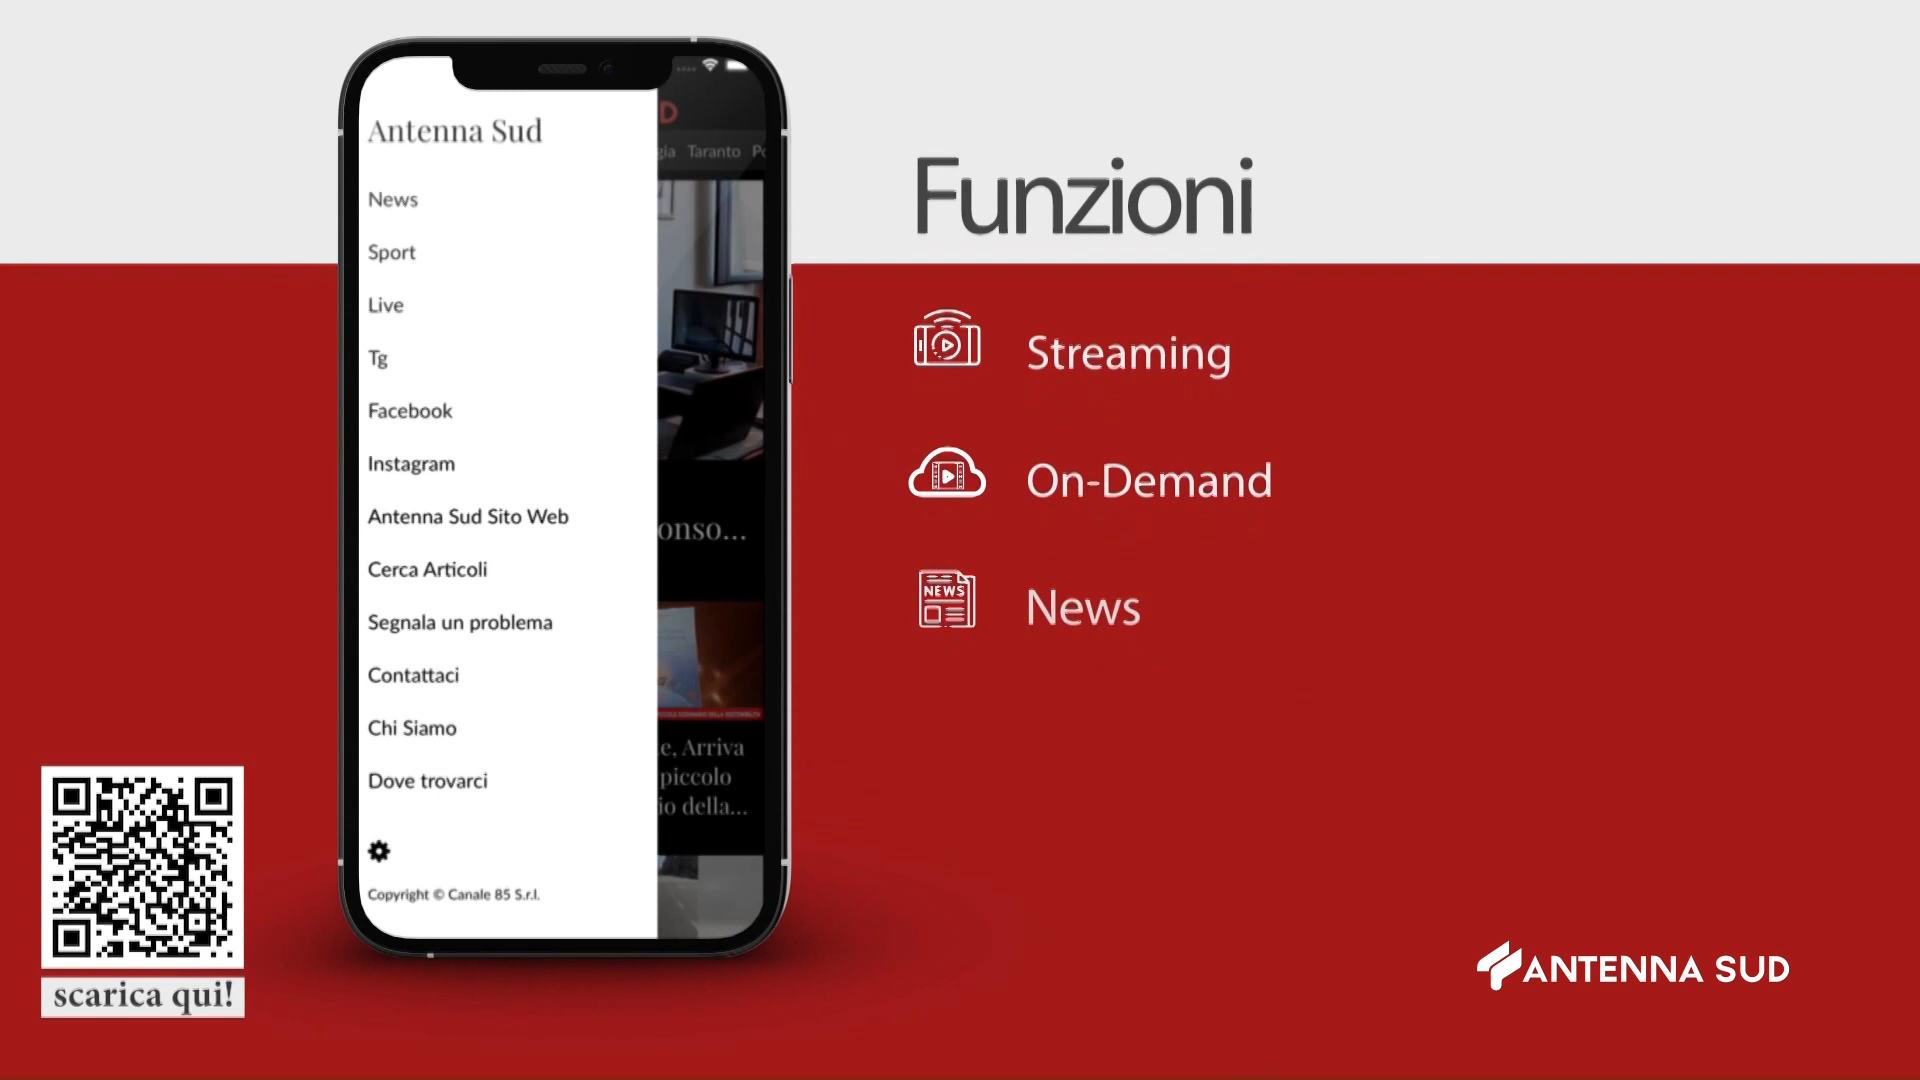 Antenna Sud
News
Sport
Live
Tg
Facebook
Instagram
Antenna Sud Sito Web
Cerca Articoli
Segnala un problema
Contattaci
Chi Siamo
Dove trovarci
Copyright © Canale 85 S.r.l.
D
gia Taranto Po
onso...
e, Arriva
piccolo
io della...
Funzioni
Streaming
On-Demand
NEWS
News
scarica qui!
ANTENNA SUD